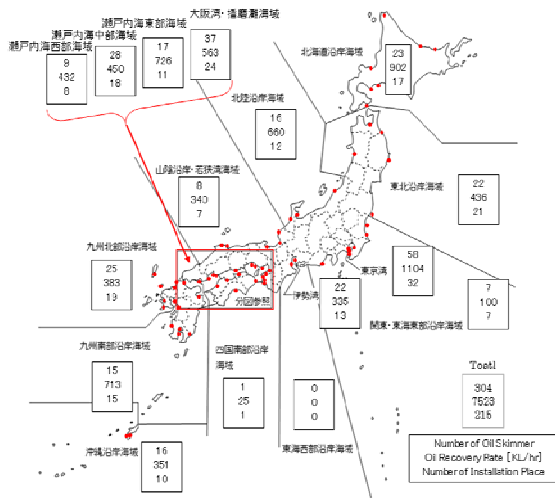 瀬戸内海西部海域
9
432
8
瀬戸内海中部海域
28
450
18
瀬戸内海東部海域
17
726
11
大阪湾・播磨灘海域
37
563
24
北海道沿岸海域
23
902
17
北陸沿岸海域
16
660
12
山陰沿岸・若狭湾海域
8
340
7
東北沿岸海域
22
436
21
九州北部沿岸海域
25
383
19
分図参照
伊勢湾
22
335
13
東京湾
58
1104
32
関東・東海東部沿岸海域
7
100
7
九州南部沿岸海域
15
713
15
四国南部沿岸
海域
1
25
1
0
0
0
東海西部沿岸海域
沖縄沿岸海域
16
351
10
Toatl
304
7523
215
Number of Oil Skimmer
Oil Recovery Rate [KL/hr]
Number of Installation Place